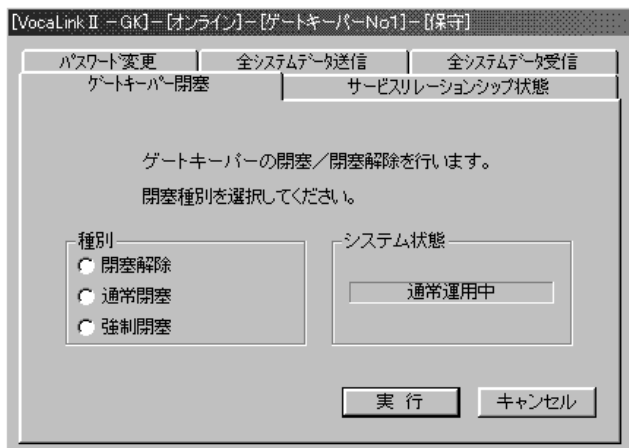 [VocaLinkⅡ－GK]－[オンライン]－[ゲートキーパーNo1]－[保守]
パスワード変更 全システムデータ送信 全システムデータ受信
ゲートキーパー閉塞 サービスリレーションシップ状態
ゲートキーパーの閉塞／閉塞解除を行います。
閉塞種別を選択してください。
種別 システム状態
閉塞解除
通常閉塞 通常運用中
強制閉塞
実 行 キャンセル